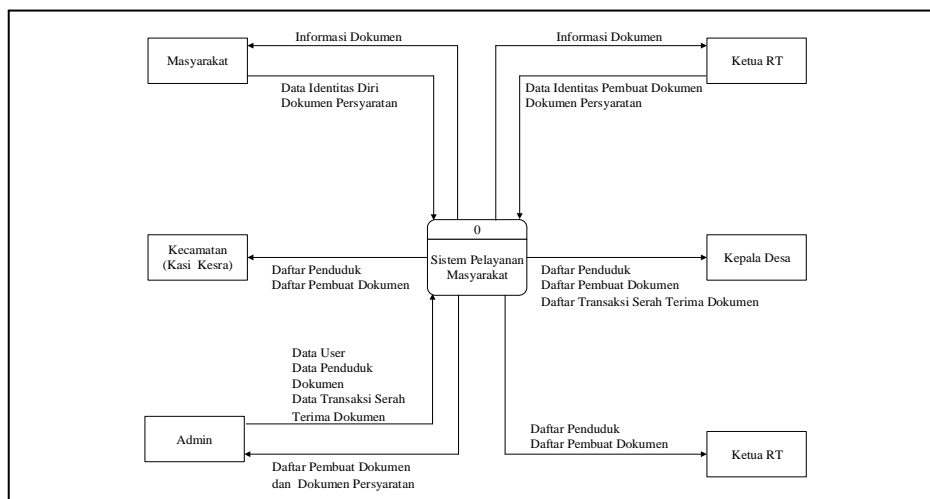 Informasi Dokumen
Informasi Dokumen
Masyarakat
Ketua RT
Data Identitas Diri
Dokumen Persyaratan
Data Identitas Pembuat Dokumen
Dokumen Persyaratan
0
Sistem Pelayanan
Masyarakat
Kecamatan
(Kasi Kesra)
Kepala Desa
Daftar Penduduk
Daftar Pembuat Dokumen
Daftar Penduduk
Daftar Pembuat Dokumen
Daftar Transaksi Serah Terima Dokumen
Data User
Data Penduduk
Dokumen
Data Transaksi Serah
Terima Dokumen
Admin
Daftar Penduduk
Daftar Pembuat Dokumen
Ketua RT
Daftar Pembuat Dokumen
dan Dokumen Persyaratan